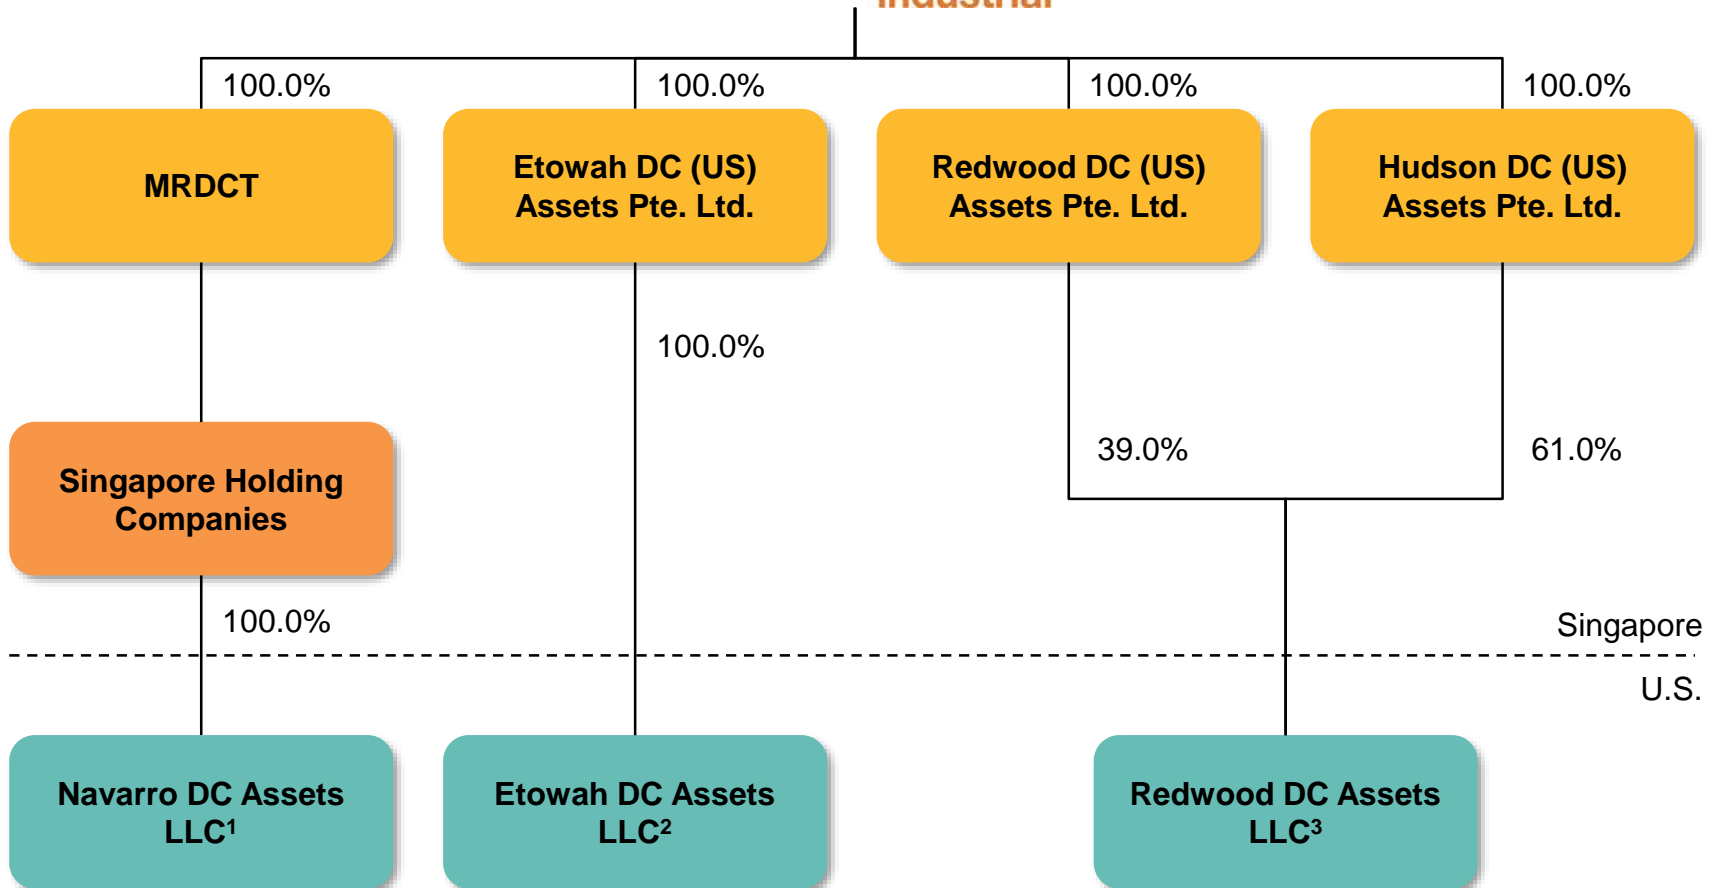 Industrial
100.0%
100.0%
100.0%
100.0%
MRDCT
Etowah DC (US)
Assets Pte. Ltd.
Redwood DC (US)
Assets Pte. Ltd.
Hudson DC (US)
Assets Pte. Ltd.
100.0%
39.0%
61.0%
Singapore Holding
Companies
100.0%
Singapore
U.S.
Navarro DC Assets
LLC¹
Etowah DC Assets
LLC²
Redwood DC Assets
LLC³